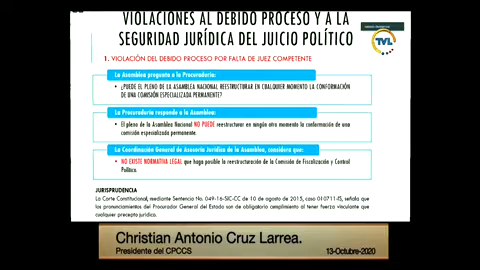 VIOLACIONES AL DEBIDO PROCESO Y A LA
SEGURIDAD JURÍDICA DEL JUICIO POLÍTICO
TVL
1. VIOLACIÓN DEL DEBIDO PROCESO POR FALTA DE JUEZ COMPETENTE
La Asamblea pregunta a la Procuraduría:
• ¿PUEDE EL PLENO DE LA ASAMBLEA NACIONAL REESTRUCTURAR EN CUALQUIER MOMENTO LA CONFORMACIÓN
DE UNA COMISIÓN ESPECIALIZADA PERMANENTE?
La Procuraduría responde a la Asamblea:
• El pleno de la Asamblea Nacional NO PUEDE reestructurar en ningún otro momento la conformación de una
comisión especializada permanente.
La Coordinación General de Asesoría Jurídica de la Asamblea, considera que:
• NO EXISTE NORMATIVA LEGAL que haga posible la reestructuración de la Comisión de Fiscalización y Control
Político.
JURISPRUDENCIA
La Corte Constitucional, mediante Sentencia No. 049-16-SIC-CC de 10 de agosto de 2015, caso 010711-IS, señala que
los pronunciamientos del Procurador General del Estado son de obligatorio cumplimiento al tener fuerza vinculante que
cualquier precepto jurídico.
Christian Antonio Cruz Larrea.
Presidente del CPCCS
13-Octubre-2020